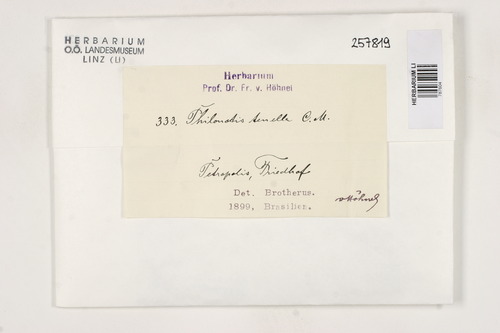 HERBARIUM
O.Ö. LANDESMUSEUM
LINZ (LI)
257819
HERBARIUM LI
Herbarium
Prof. Dr. Fr. v. Höhnel
333. Philonotis tenella C. M.
Petropolis, Friedhof
Det. Brotherus.
1899, Brasilien.
v Höhnel